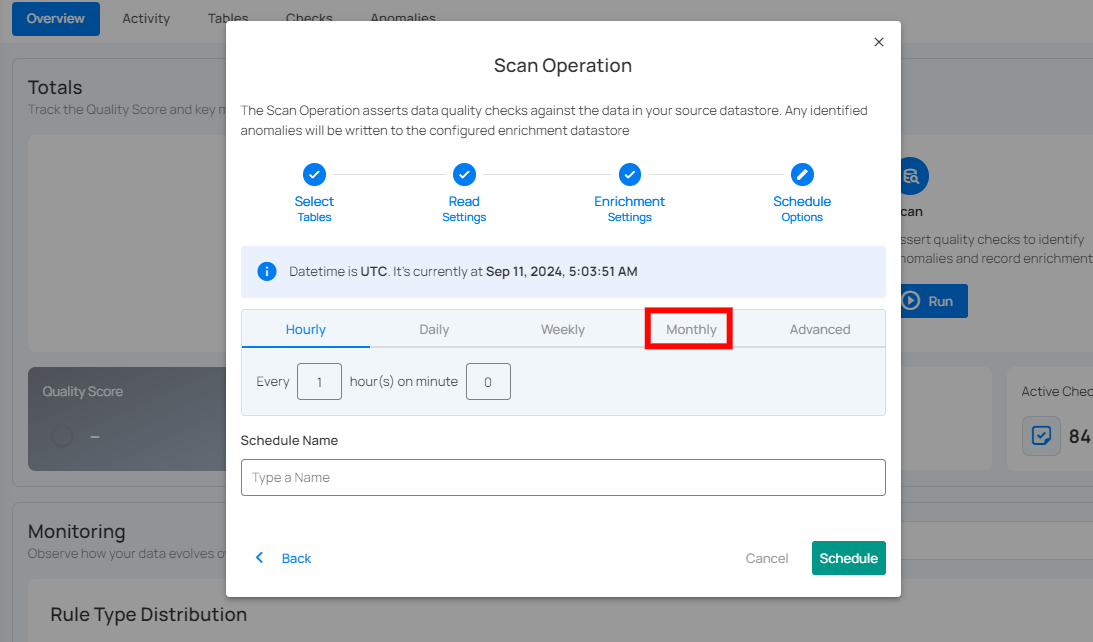 Overview
Activity
Tables
Checks
Anomalies
Scan Operation
The Scan Operation asserts data quality checks against the data in your source datastore. Any identified
anomalies will be written to the configured enrichment datastore
Select
Tables
Read
Settings
Enrichment
Settings
Schedule
Options
Datetime is UTC. It's currently at Sep 11, 2024, 5:03:51 AM
Hourly
Daily
Weekly
Monthly
Advanced
Every 1 hour(s) on minute 0
Schedule Name
Type a Name
Back
Cancel
Schedule
Totals
Track the Quality Score and key
Quality Score
–
Monitoring
Observe how your data evolves
Rule Type Distribution
can
ssert quality checks to identify
nomalies and record enrichment
Run
Active Chec
84